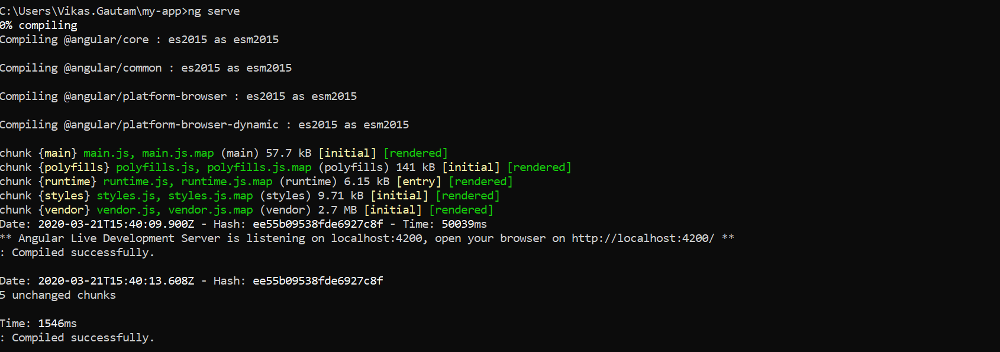 C:\Users\Vikas.Gautam\my-app>ng serve
0% compiling
Compiling @angular/core : es2015 as esm2015
Compiling @angular/common : es2015 as esm2015
Compiling @angular/platform-browser : es2015 as esm2015
Compiling @angular/platform-browser-dynamic : es2015 as esm2015
chunk {main} main.js, main.js.map (main) 57.7 kB [initial] [rendered]
chunk {polyfills} polyfills.js, polyfills.js.map (polyfills) 141 kB [initial] [rendered]
chunk {runtime} runtime.js, runtime.js.map (runtime) 6.15 kB [entry] [rendered]
chunk {styles} styles.js, styles.js.map (styles) 9.71 kB [initial] [rendered]
chunk {vendor} vendor.js, vendor.js.map (vendor) 2.7 MB [initial] [rendered]
Date: 2020-03-21T15:40:09.900Z - Hash: ee55b09538fde6927c8f - Time: 50039ms
** Angular Live Development Server is listening on localhost:4200, open your browser on http://localhost:4200/ **
: Compiled successfully.
Date: 2020-03-21T15:40:13.608Z - Hash: ee55b09538fde6927c8f
5 unchanged chunks
Time: 1546ms
: Compiled successfully.